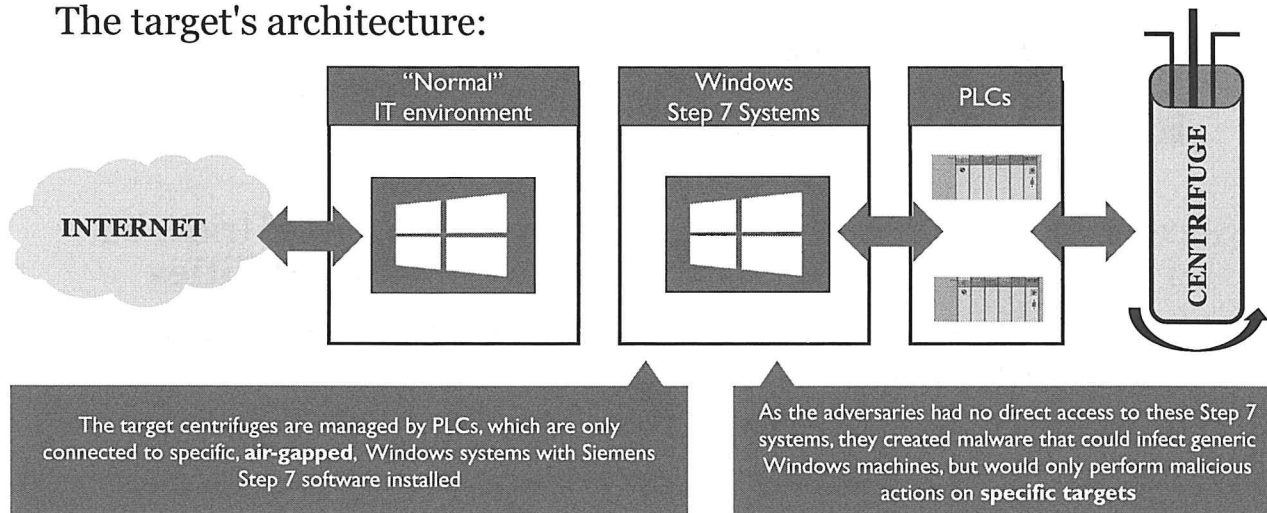 The target's architecture:
"Normal"
IT environment
Windows
Step 7 Systems
PLCs
INTERNET
CENTRIFUGE
The target centrifuges are managed by PLCs, which are only
connected to specific, air-gapped, Windows systems with Siemens
Step 7 software installed
As the adversaries had no direct access to these Step 7
systems, they created malware that could infect generic
Windows machines, but would only perform malicious
actions on specific targets